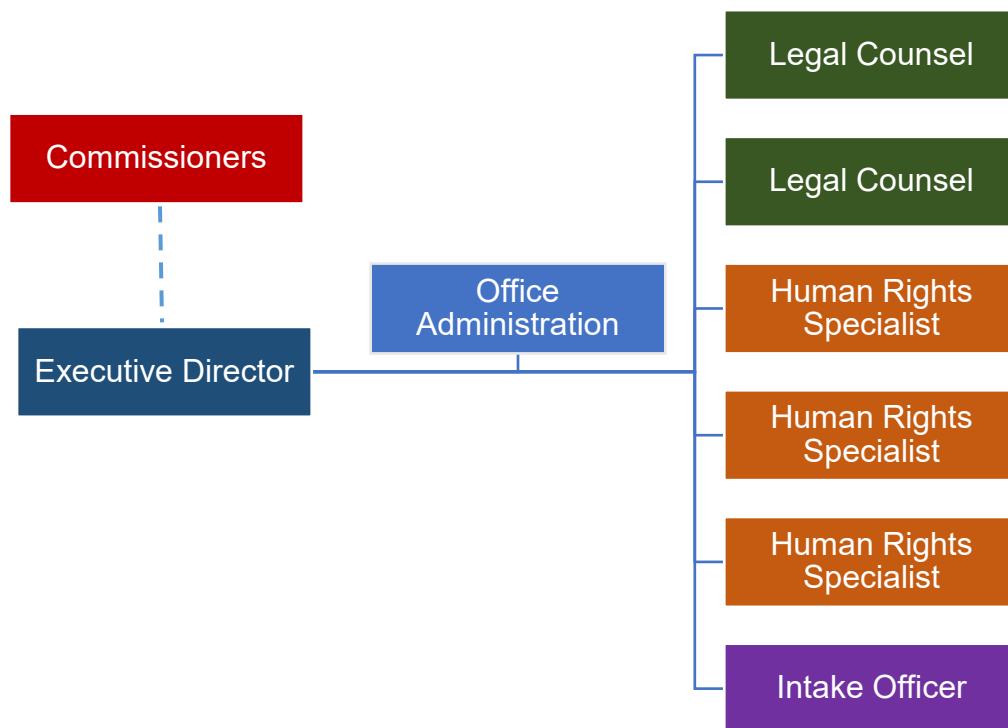 Commissioners
Executive Director
Office
Administration
Legal Counsel
Legal Counsel
Human Rights
Specialist
Human Rights
Specialist
Human Rights
Specialist
Intake Officer